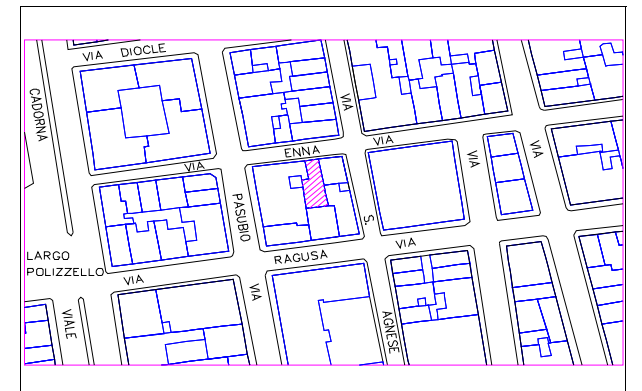 VIA DIOCLE
CADORNA
VIA
VIA
ENNA
VIA
VIA
VIA
PASUBIO
S.
VIA
LARGO
POLIZZELLO
RAGUSA
VIA
VIA
VIALE
AGNESE